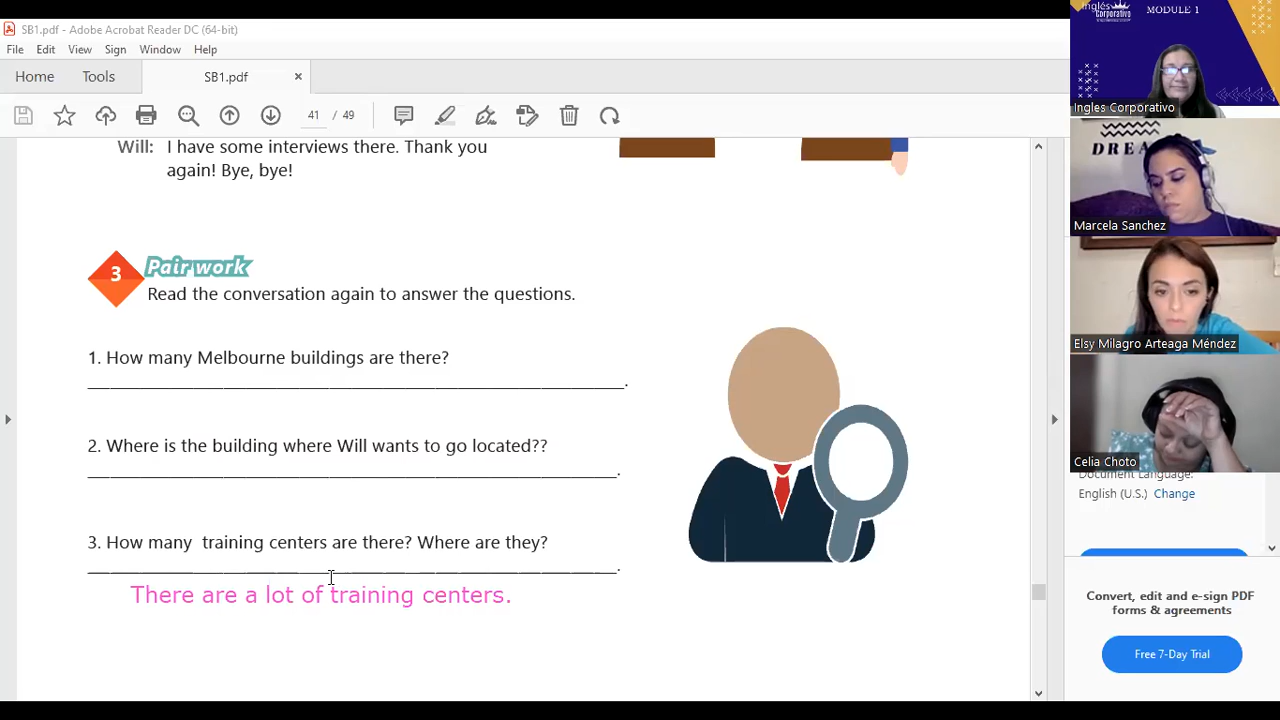 SB1.pdf - Adobe Acrobat Reader DC (64-bit)
File Edit View Sign Window Help
Home Tools SB1.pdf ×
41 / 49
Will: I have some interviews there. Thank you
again! Bye, bye!
3 Pair work
Read the conversation again to answer the questions.
1. How many Melbourne buildings are there?
2. Where is the building where Will wants to go located??
3. How many training centers are there? Where are they?
There are a lot of training centers.
Inglés
Corporativo
MODULE 1
Ingles Corporativo
DREA
Marcela Sanchez
Elsy Milagro Arteaga Méndez
Celia Choto
Document Language:
English (U.S.) Change
Convert, edit and e-sign PDF
forms & agreements
Free 7-Day Trial